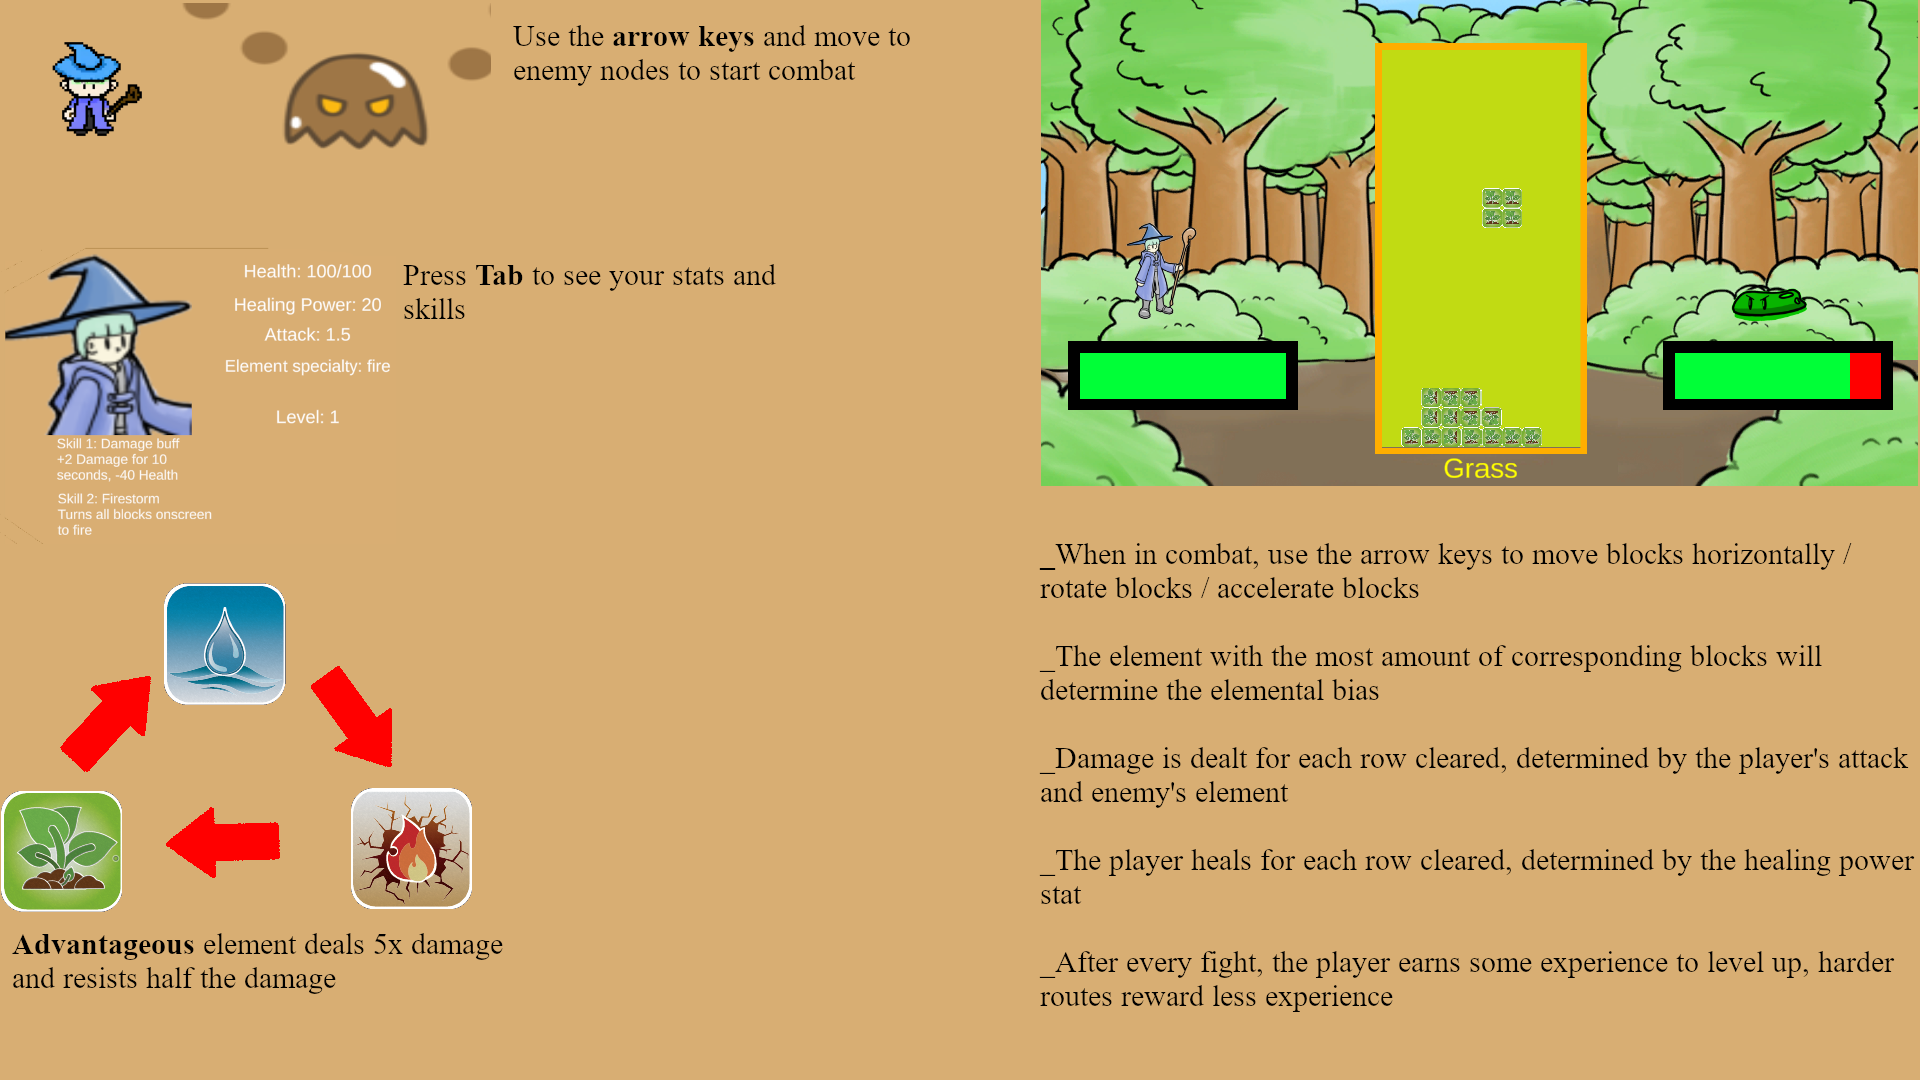 Use the arrow keys and move to
enemy nodes to start combat
Health: 100/100
Healing Power: 20
Attack: 1.5
Element specialty: fire
Level: 1
Press Tab to see your stats and
skills
Skill 1: Damage buff
+2 Damage for 10
seconds, -40 Health
Skill 2: Firestorm
Turns all blocks onscreen
to fire
Advantageous element deals 5x damage
and resists half the damage
Grass
_When in combat, use the arrow keys to move blocks horizontally /
rotate blocks / accelerate blocks
_The element with the most amount of corresponding blocks will
determine the elemental bias
_Damage is dealt for each row cleared, determined by the player's attack
and enemy's element
_The player heals for each row cleared, determined by the healing power
stat
_After every fight, the player earns some experience to level up, harder
routes reward less experience